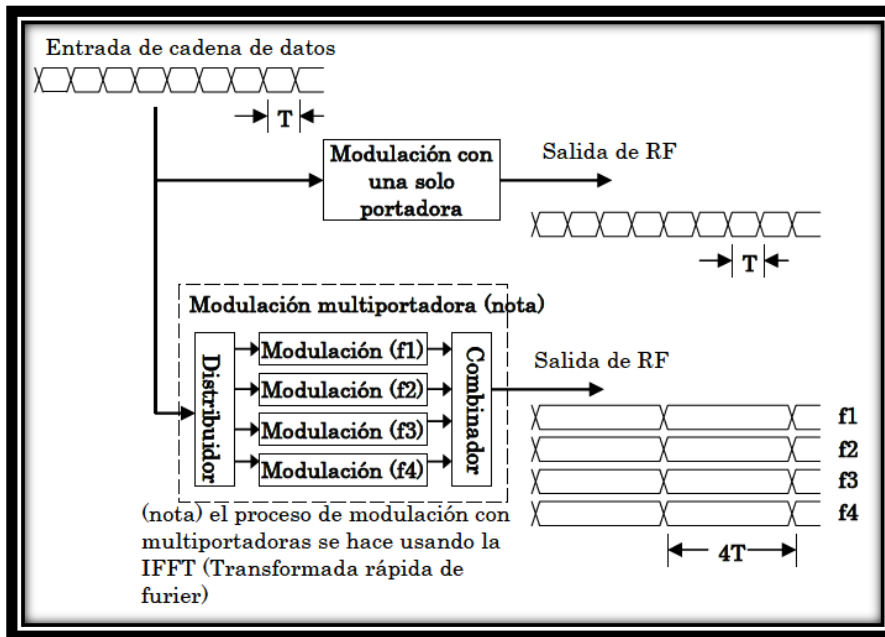 Entrada de cadena de datos
T
Modulación con
una solo
portadora
Salida de RF
T
Modulación multiportadora (nota)
Distribuidor
Modulación (f1)
Modulación (f2)
Modulación (f3)
Modulación (f4)
Combinador
Salida de RF
f1
f2
f3
f4
4T
(nota) el proceso de modulación con
multiportadoras se hace usando la
IFFT (Transformada rápida de
furier)